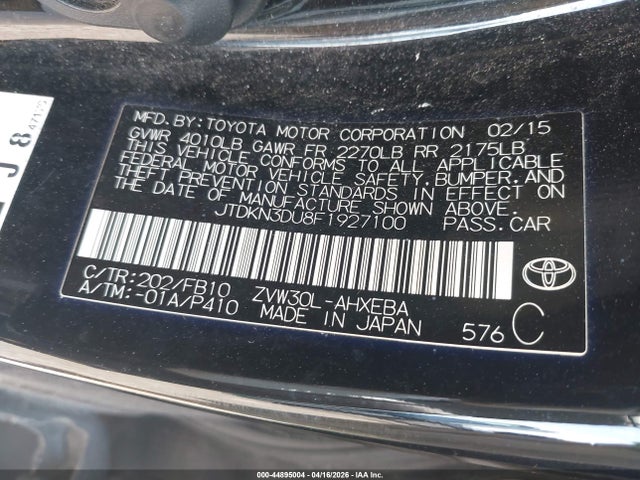 MFD. BY: TOYOTA MOTOR CORPORATION 02/15
GVWR 4010LB GAWR FR 2270LB RR 2175LB
THIS VEHICLE CONFORMS TO ALL APPLICABLE
FEDERAL MOTOR VEHICLE SAFETY, BUMPER, AND
THEFT PREVENTION STANDARDS IN EFFECT ON
THE DATE OF MANUFACTURE SHOWN ABOVE.
JTDKN3DU8F1927100 PASS. CAR
C/TR: 202/FB10 ZVW30L-AHXEBA
A/TM: -01A/P410 MADE IN JAPAN 576 C
TOYOTA
000-44895004 | 04/16/2026 | IAA Inc.